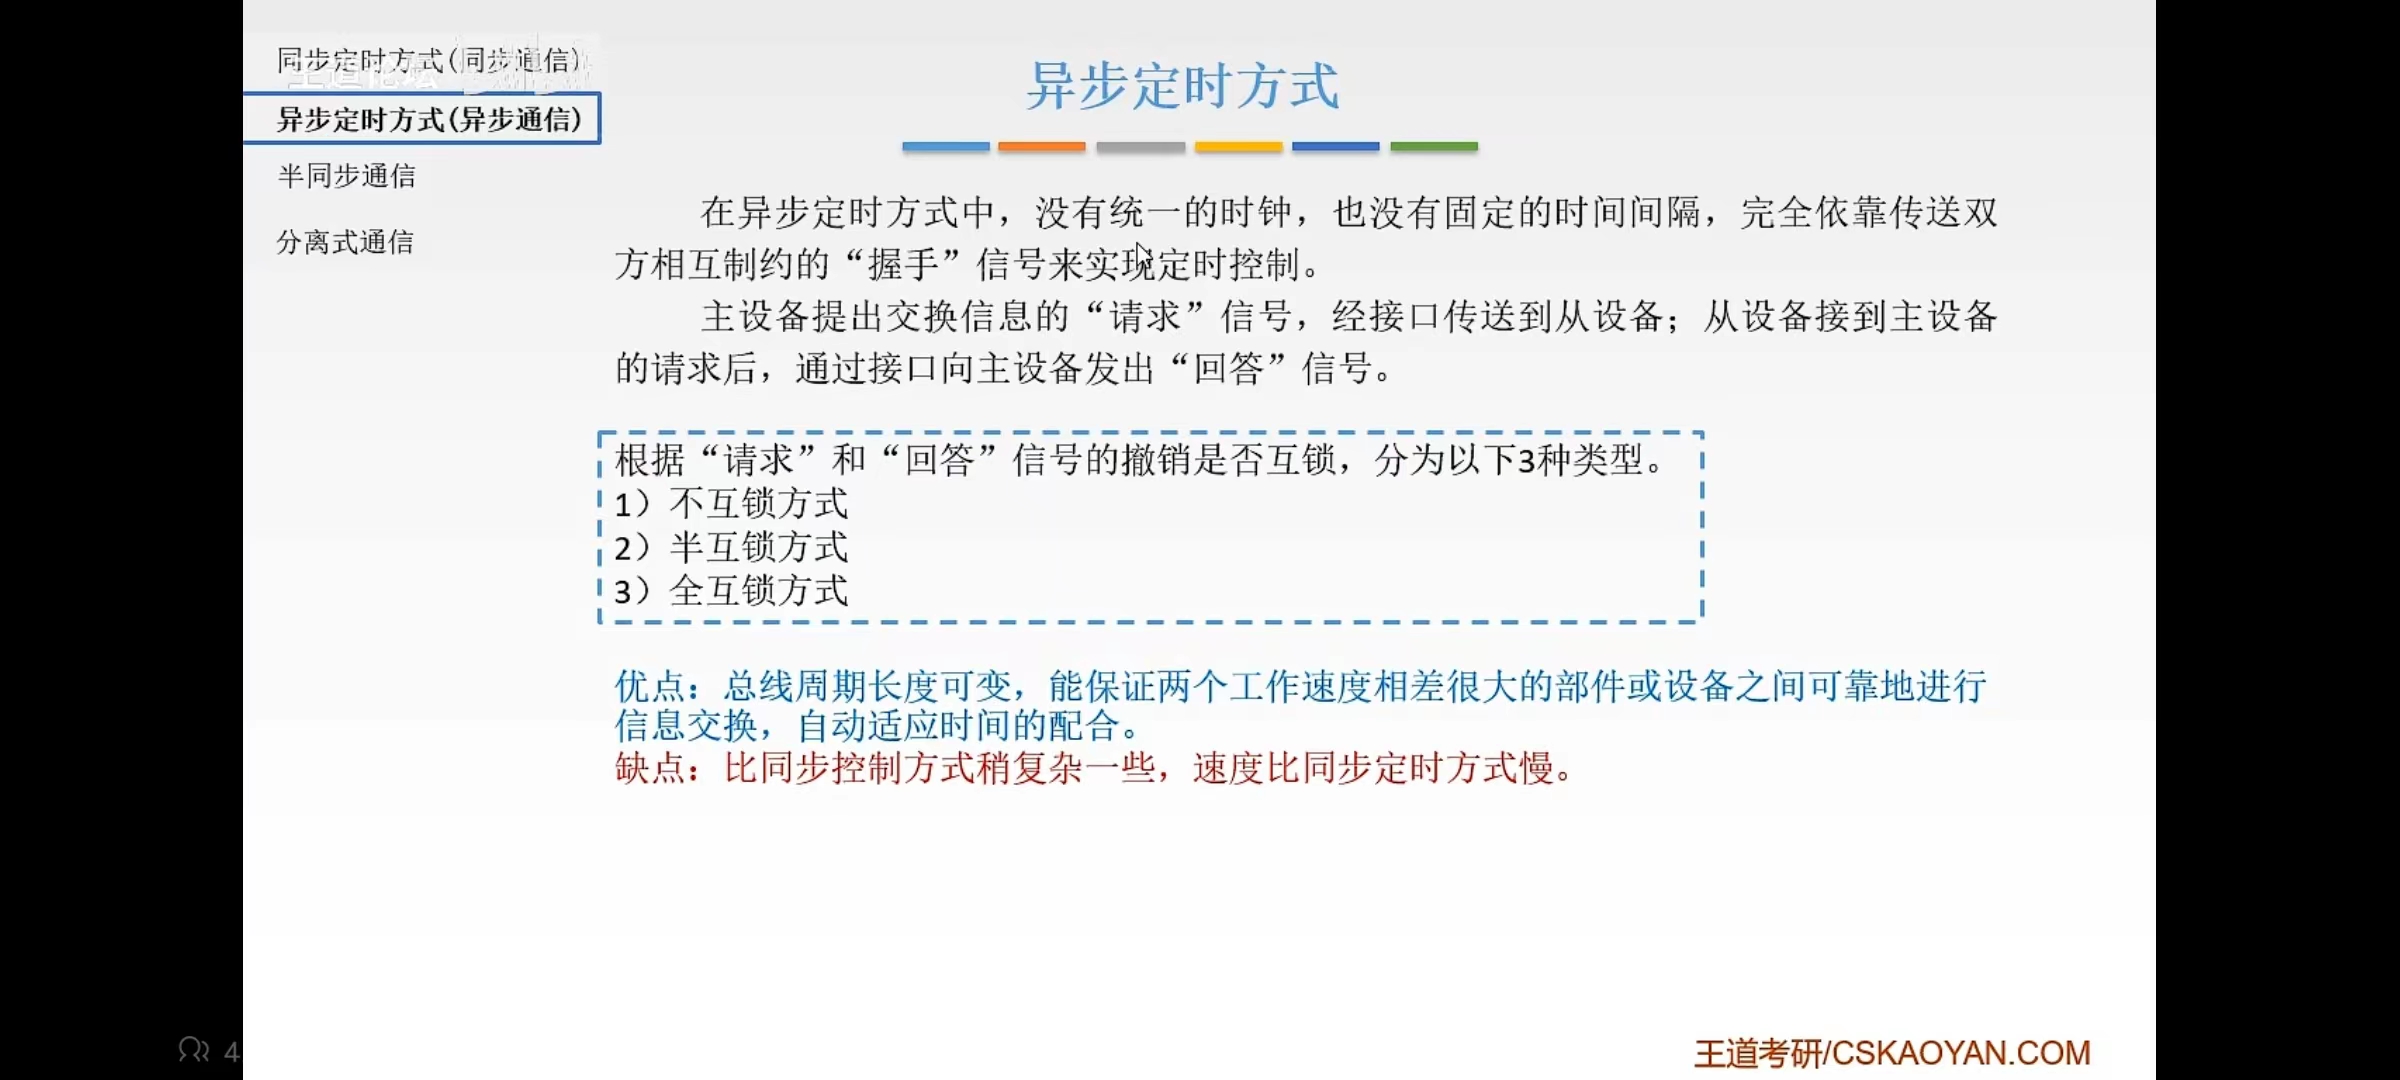 同步定时方式(同步通信)
异步定时方式(异步通信)
半同步通信
分离式通信
异步定时方式
在异步定时方式中，没有统一的时钟，也没有固定的时间间隔，完全依靠传送双
方相互制约的“握手”信号来实现定时控制。
主设备提出交换信息的“请求”信号，经接口传送到从设备；从设备接到主设备
的请求后，通过接口向主设备发出“回答”信号。
根据“请求”和“回答”信号的撤销是否互锁，分为以下3种类型。
1）不互锁方式
2）半互锁方式
3）全互锁方式
优点：总线周期长度可变，能保证两个工作速度相差很大的部件或设备之间可靠地进行
信息交换，自动适应时间的配合。
缺点：比同步控制方式稍复杂一些，速度比同步定时方式慢。
4
王道考研/CSKAOYAN.COM